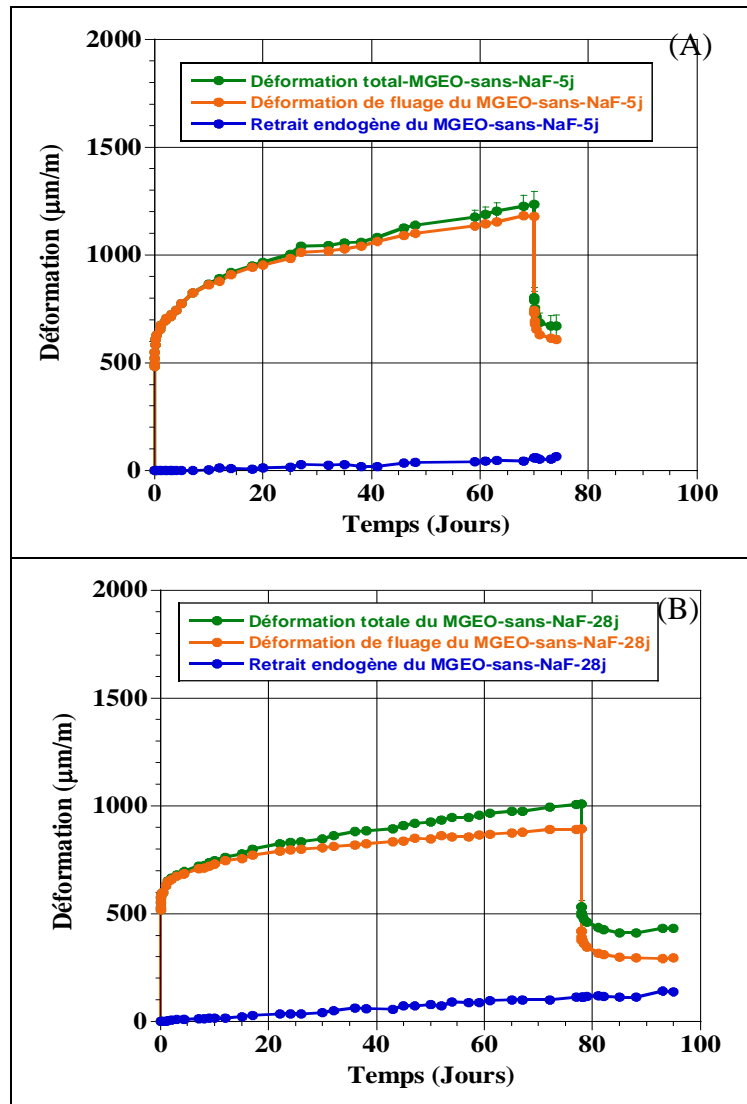 (A)
2000
1500
1000
500
0
Déformation (µm/m)
Déformation total-MGEO-sans-NaF-5j
Déformation de fluage du MGEO-sans-NaF-5j
Retrait endogène du MGEO-sans-NaF-5j
0 20 40 60 80 100
Temps (Jours)
(B)
2000
1500
1000
500
0
Déformation (µm/m)
Déformation totale du MGEO-sans-NaF-28j
Déformation de fluage du MGEO-sans-NaF-28j
Retrait endogène du MGEO-sans-NaF-28j
0 20 40 60 80 100
Temps (Jours)